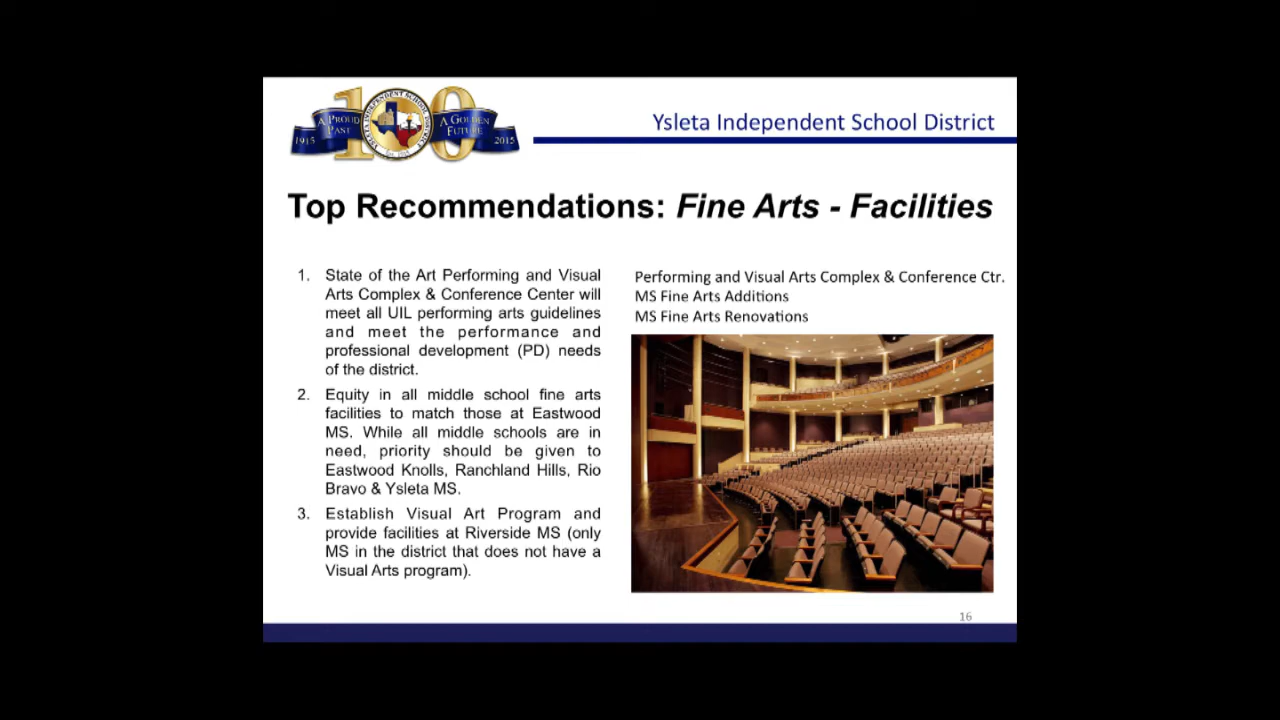 100
A PROUD PAST
1915
YSLETA INDEPENDENT SCHOOL DISTRICT
A GOLDEN FUTURE
2015
Ysleta Independent School District
Top Recommendations: Fine Arts - Facilities
1. State of the Art Performing and Visual
Arts Complex & Conference Center will
meet all UIL performing arts guidelines
and meet the performance and
professional development (PD) needs
of the district.
2. Equity in all middle school fine arts
facilities to match those at Eastwood
MS. While all middle schools are in
need, priority should be given to
Eastwood Knolls, Ranchland Hills, Rio
Bravo & Ysleta MS.
3. Establish Visual Art Program and
provide facilities at Riverside MS (only
MS in the district that does not have a
Visual Arts program).
Performing and Visual Arts Complex & Conference Ctr.
MS Fine Arts Additions
MS Fine Arts Renovations
16